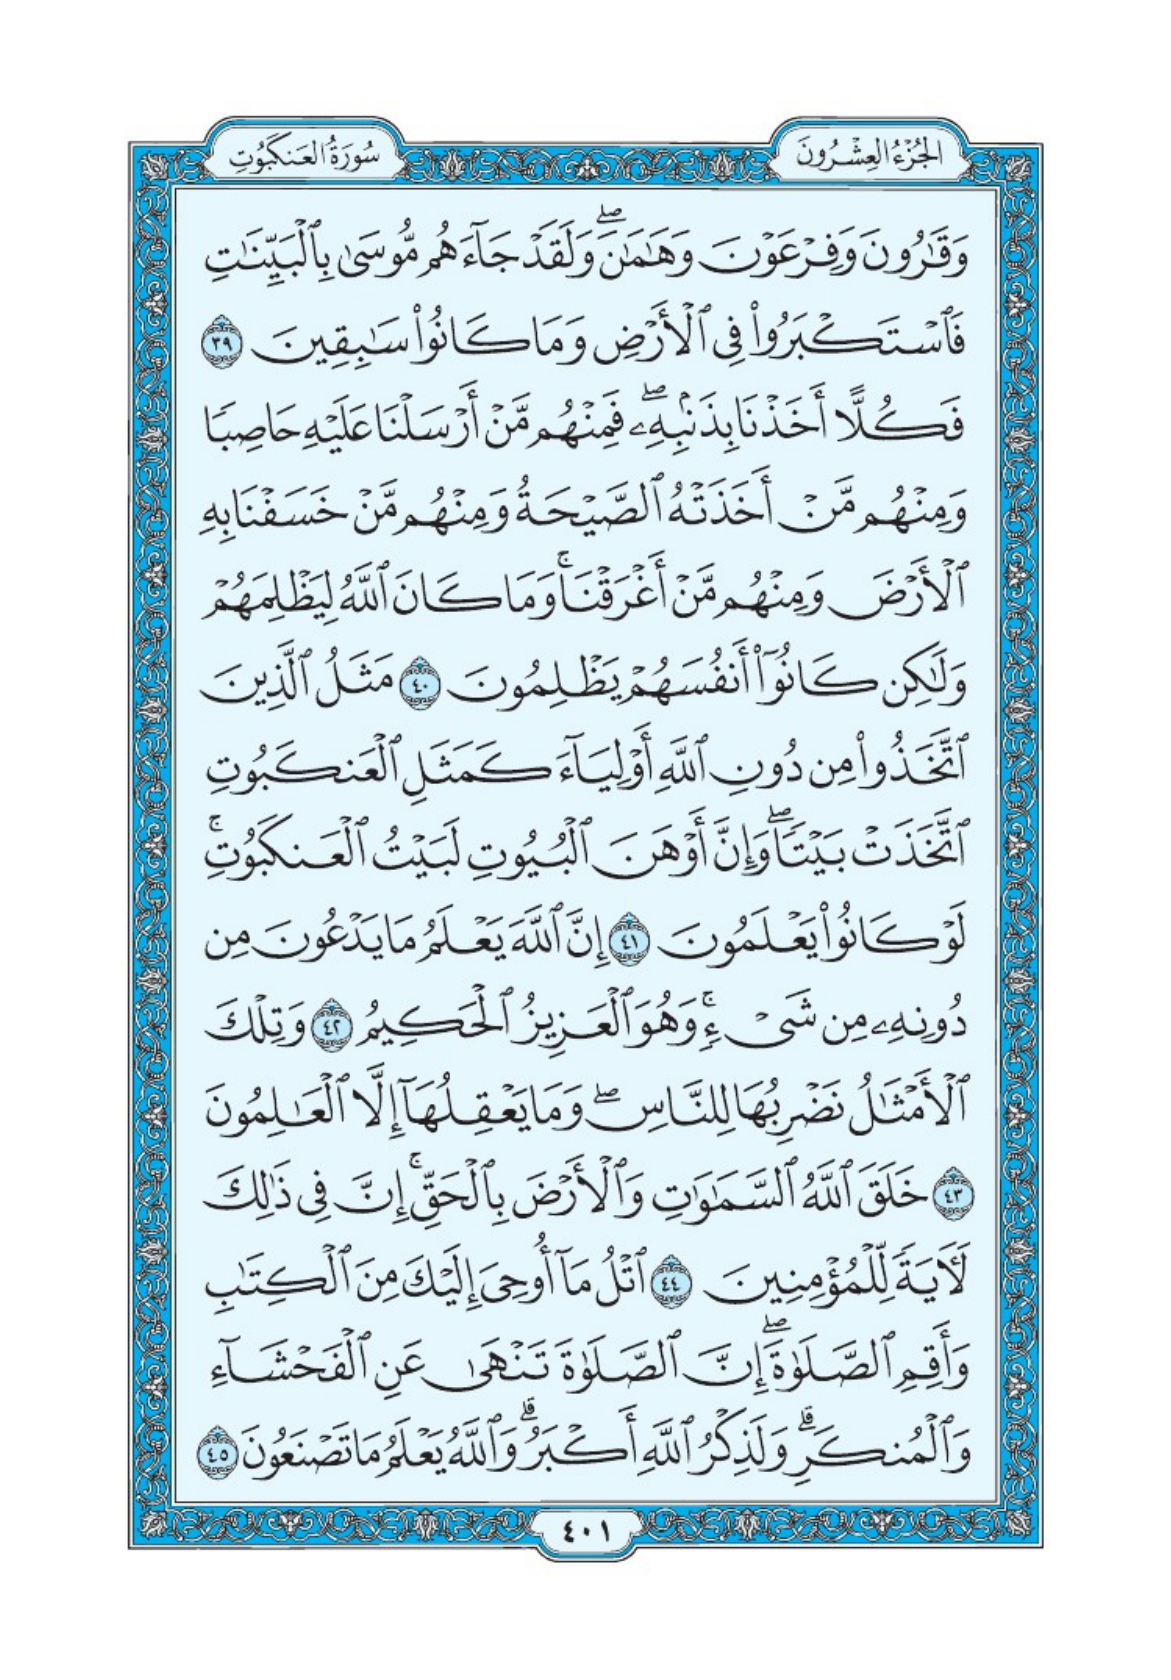 الجُزْءُ العِشْرُونَ
سُورَةُ العَنكَبُوتِ
وَقَٰرُونَ وَفِرْعَوْنَ وَهَٰمَٰنَۖ وَلَقَدْ جَآءَهُم مُّوسَىٰ بِٱلْبَيِّنَٰتِ
فَٱسْتَكْبَرُوا۟ فِى ٱلْأَرْضِ وَمَا كَانُوا۟ سَٰبِقِينَ ٣٩
فَكُلًّا أَخَذْنَا بِذَنۢبِهِۦۖ فَمِنْهُم مَّنْ أَرْسَلْنَا عَلَيْهِ حَاصِبًا
وَمِنْهُم مَّنْ أَخَذَتْهُ ٱلصَّيْحَةُ وَمِنْهُم مَّنْ خَسَفْنَا بِهِ
ٱلْأَرْضَ وَمِنْهُم مَّنْ أَغْرَقْنَاۚ وَمَا كَانَ ٱللَّهُ لِيَظْلِمَهُمْ
وَلَٰكِن كَانُوٓا۟ أَنفُسَهُمْ يَظْلِمُونَ ٤٠ مَثَلُ ٱلَّذِينَ
ٱتَّخَذُوا۟ مِن دُونِ ٱللَّهِ أَوْلِيَآءَ كَمَثَلِ ٱلْعَنكَبُوتِ
ٱتَّخَذَتْ بَيْتًاۖ وَإِنَّ أَوْهَنَ ٱلْبُيُوتِ لَبَيْتُ ٱلْعَنكَبُوتِۚ
لَوْ كَانُوا۟ يَعْلَمُونَ ٤١ إِنَّ ٱللَّهَ يَعْلَمُ مَا يَدْعُونَ مِن
دُونِهِۦ مِن شَىْءٍۚ وَهُوَ ٱلْعَزِيزُ ٱلْحَكِيمُ ٤٢ وَتِلْكَ
ٱلْأَمْثَٰلُ نَضْرِبُهَا لِلنَّاسِۖ وَمَا يَعْقِلُهَآ إِلَّا ٱلْعَٰلِمُونَ
٤٣ خَلَقَ ٱللَّهُ ٱلسَّمَٰوَٰتِ وَٱلْأَرْضَ بِٱلْحَقِّۚ إِنَّ فِى ذَٰلِكَ
لَءَايَةً لِّلْمُؤْمِنِينَ ٤٤ ٱتْلُ مَآ أُوحِىَ إِلَيْكَ مِنَ ٱلْكِتَٰبِ
وَأَقِمِ ٱلصَّلَوٰةَۖ إِنَّ ٱلصَّلَوٰةَ تَنْهَىٰ عَنِ ٱلْفَحْشَآءِ
وَٱلْمُنكَرِۗ وَلَذِكْرُ ٱللَّهِ أَكْبَرُۗ وَٱللَّهُ يَعْلَمُ مَا تَصْنَعُونَ ٤٥
٤٠١